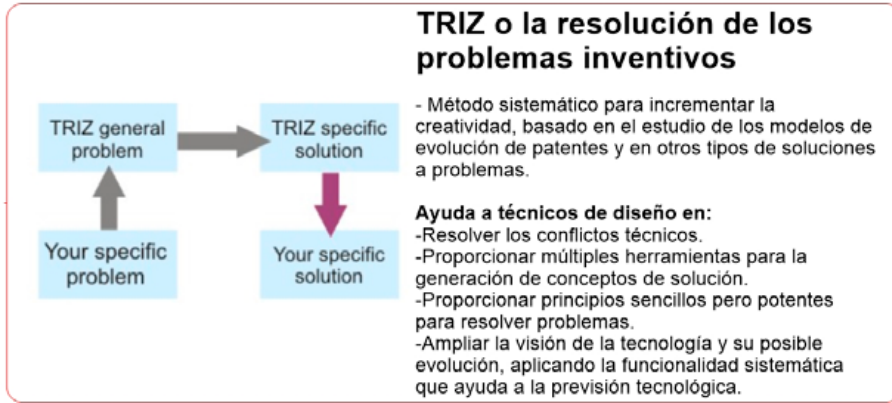 TRIZ o la resolución de los
problemas inventivos
TRIZ general
problem
TRIZ specific
solution
Your specific
problem
Your specific
solution
- Método sistemático para incrementar la
creatividad, basado en el estudio de los modelos de
evolución de patentes y en otros tipos de soluciones
a problemas.
Ayuda a técnicos de diseño en:
-Resolver los conflictos técnicos.
-Proporcionar múltiples herramientas para la
generación de conceptos de solución.
-Proporcionar principios sencillos pero potentes
para resolver problemas.
-Ampliar la visión de la tecnología y su posible
evolución, aplicando la funcionalidad sistemática
que ayuda a la previsión tecnológica.